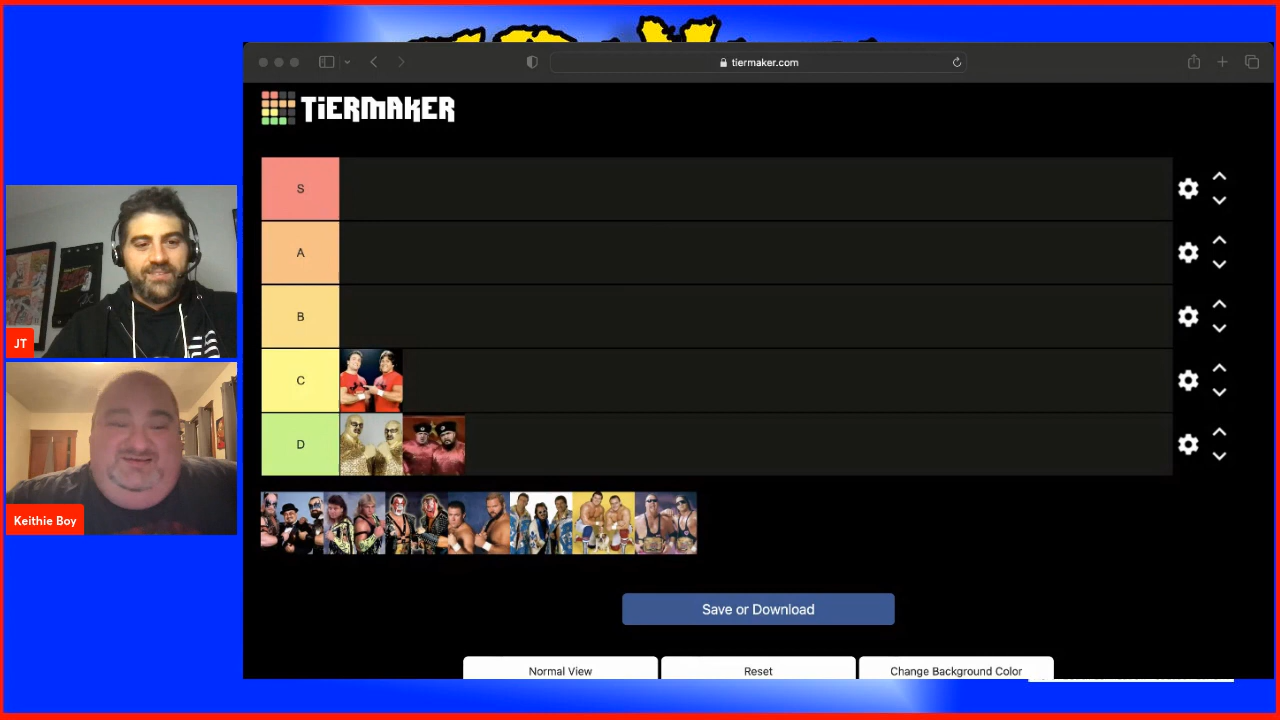 tiermaker.com
TiERMAKER
S
A
B
C
D
JT
Keithie Boy
Save or Download
Normal View
Reset
Change Background Color